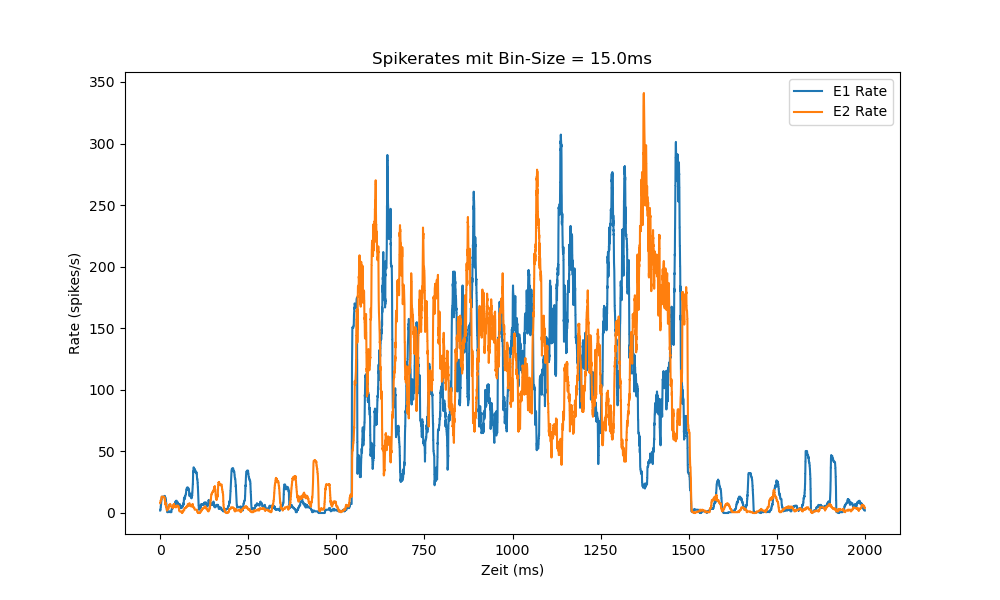 Spikerates mit Bin-Size = 15.0ms
E1 Rate
E2 Rate
350
300
250
200
150
100
50
0
Rate (spikes/s)
0 250 500 750 1000 1250 1500 1750 2000
Zeit (ms)